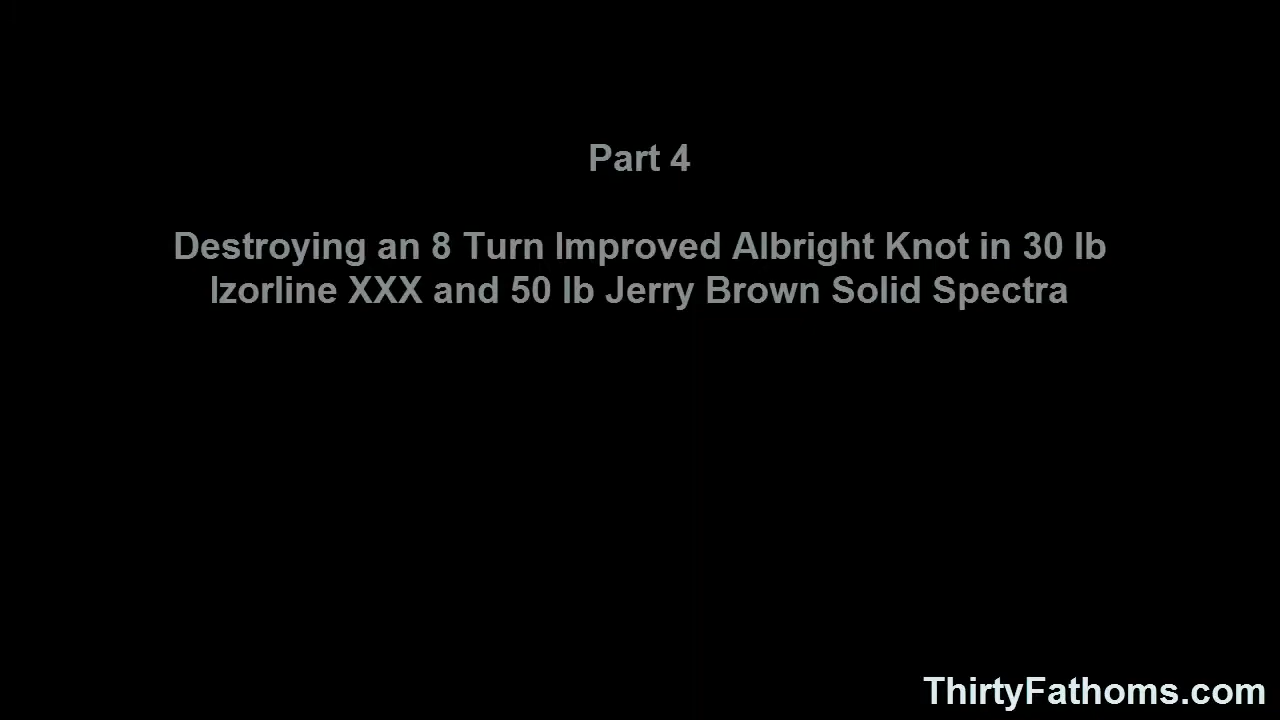 Part 4
Destroying an 8 Turn Improved Albright Knot in 30 lb
Izorline XXX and 50 lb Jerry Brown Solid Spectra
ThirtyFathoms.com